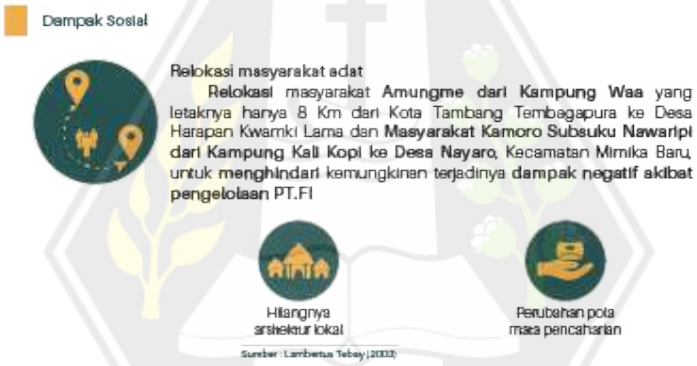 Dampak Sosial
Relokasi masyarakat adat
Relokasi masyarakat Amungme dari Kampung Waa yang
letaknya hanya 8 Km dari Kota Tambang Tembagapura ke Desa
Harapan Kwamki Lama dan Masyarakat Kamoro Subsuku Nawaripi
dari Kampung Kali Kopi ke Desa Nayaro, Kecamatan Mimika Baru,
untuk menghindari kemungkinan terjadinya dampak negatif akibat
pengelolaan PT.FI
Hilangnya
arsitektur lokal
Perubahan pola
mata pencaharian
Sumber : Lambertus Tebay (2002)